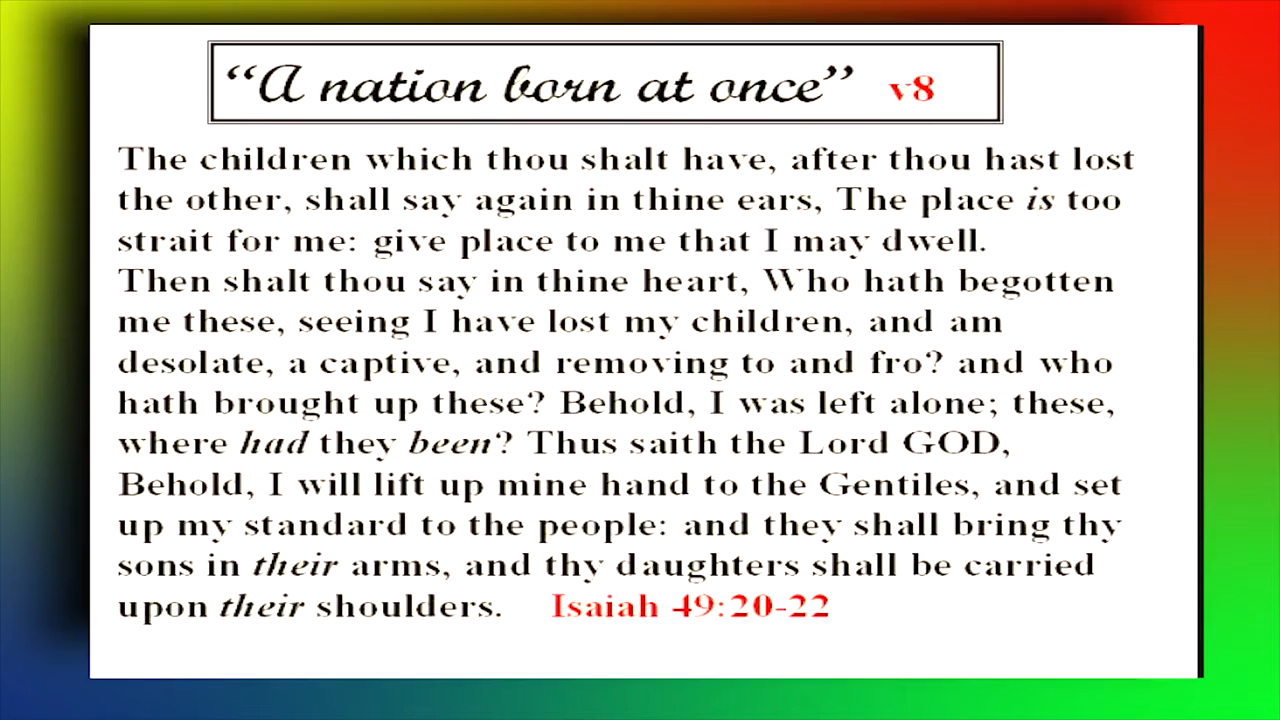 “A nation born at once” v8
The children which thou shalt have, after thou hast lost
the other, shall say again in thine ears, The place is too
strait for me: give place to me that I may dwell.
Then shalt thou say in thine heart, Who hath begotten
me these, seeing I have lost my children, and am
desolate, a captive, and removing to and fro? and who
hath brought up these? Behold, I was left alone; these,
where had they been? Thus saith the Lord GOD,
Behold, I will lift up mine hand to the Gentiles, and set
up my standard to the people: and they shall bring thy
sons in their arms, and thy daughters shall be carried
upon their shoulders. Isaiah 49:20-22